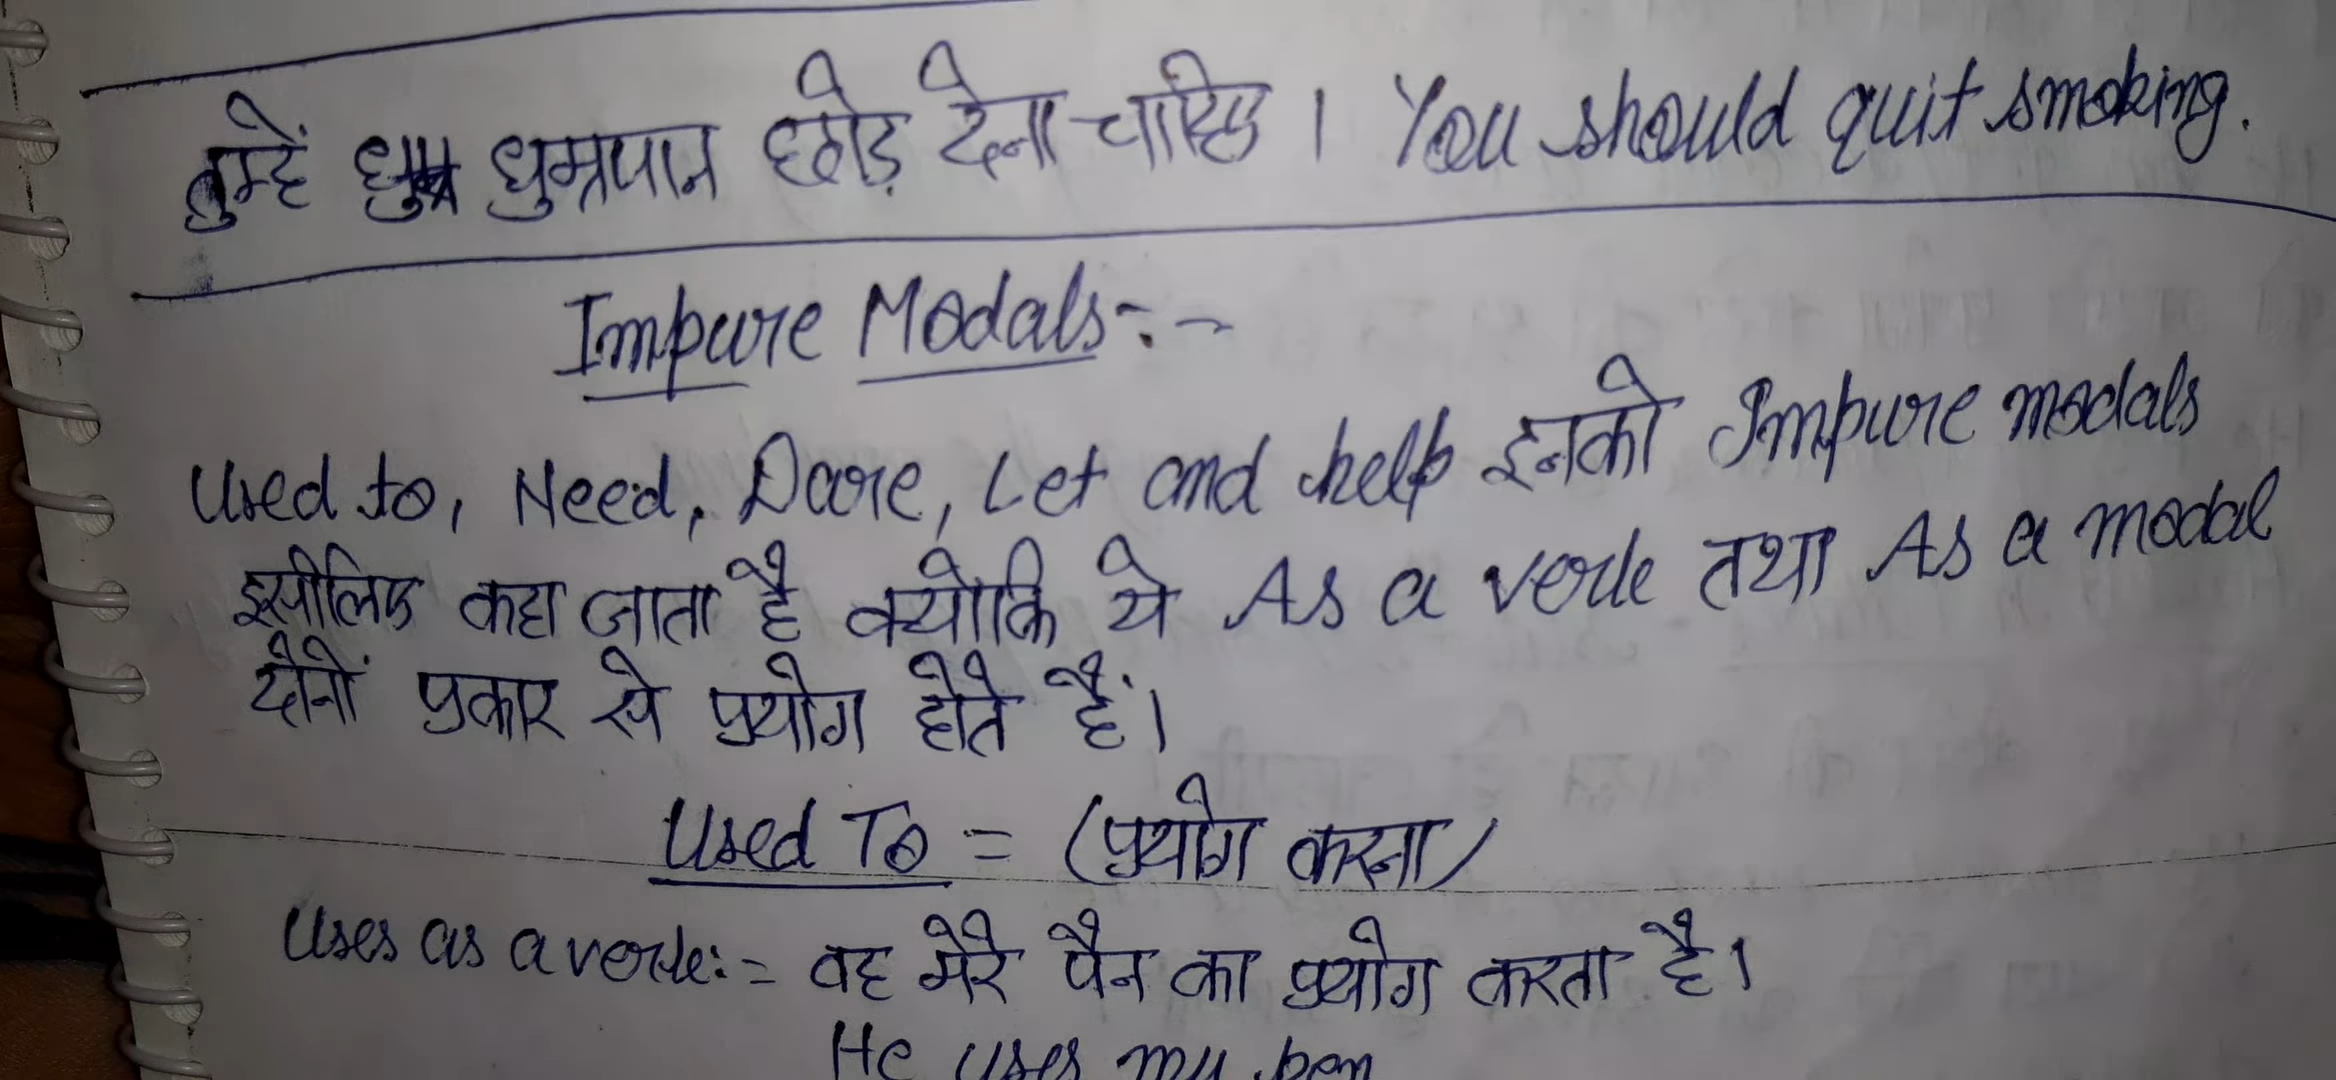 तुम्हें धुम्रपान छोड़ देना चाहिए । You should quit smoking.
Impure Modals:-
Used to, Need, Dare, Let and help इनको Impure modals
इसीलिए कहा जाता है क्योकि ये As a verb तथा As a modal
दोनों प्रकार से प्रयोग होते हैं।
Used To = (प्रयोग करना)
Uses as a verb:= वह मेरे पैन का प्रयोग करता है।
He uses my pen